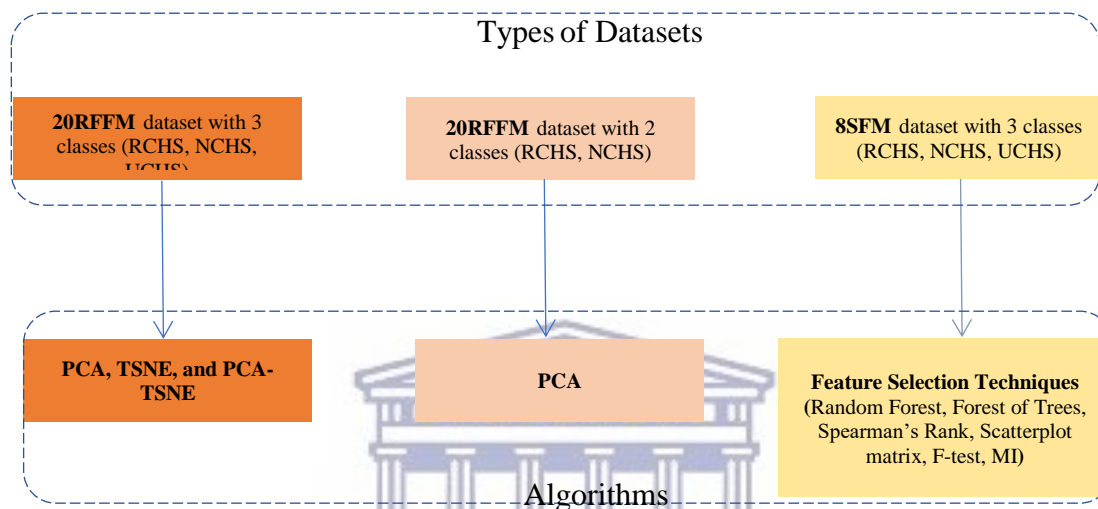 Types of Datasets
20RFFM dataset with 3
classes (RCHS, NCHS,
UCHS)
20RFFM dataset with 2
classes (RCHS, NCHS)
8SFM dataset with 3 classes
(RCHS, NCHS, UCHS)
PCA, TSNE, and PCA-
TSNE
PCA
Feature Selection Techniques
(Random Forest, Forest of Trees,
Spearman’s Rank, Scatterplot
matrix, F-test, MI)
Algorithms